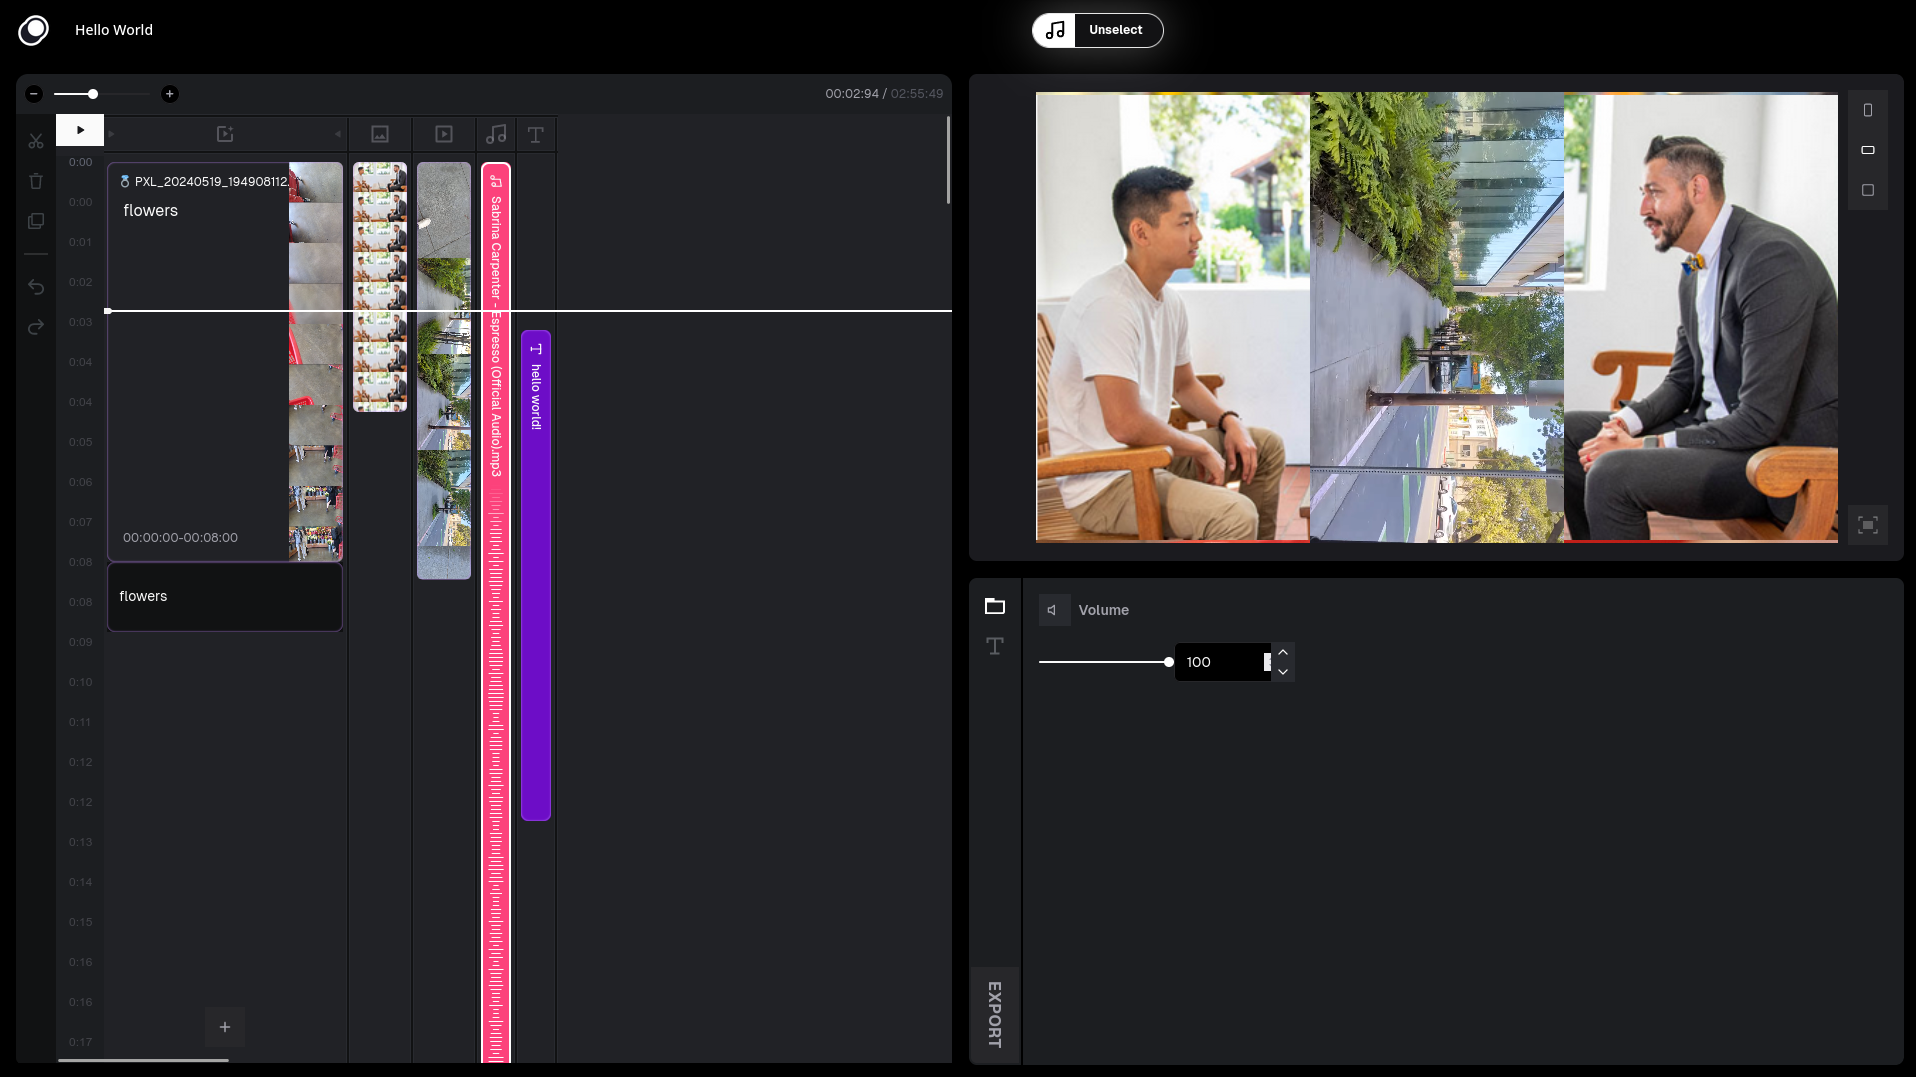 Hello World
Unselect
00:02:94 / 02:55:49
0:00
0:00
0:01
0:02
0:03
0:04
0:04
0:05
0:06
0:07
0:08
0:08
0:09
0:10
0:11
0:12
0:12
0:13
0:14
0:15
0:16
0:16
0:17
PXL_20240519_194908112.
flowers
00:00:00-00:08:00
flowers
Sabrina Carpenter - Espresso (Official Audio).mp3
T
hello world!
Volume
100
EXPORT